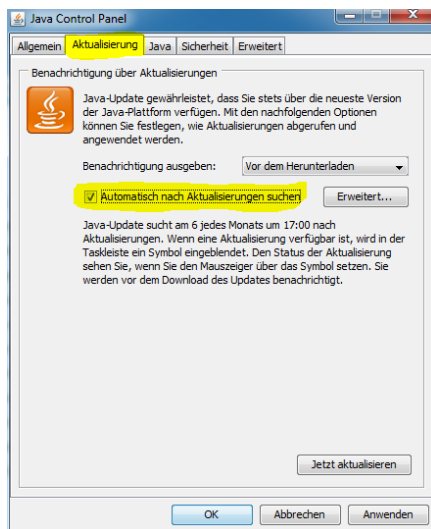 Java Control Panel
Allgemein Aktualisierung Java Sicherheit Erweitert
Benachrichtigung über Aktualisierungen
Java-Update gewährleistet, dass Sie stets über die neueste Version
der Java-Plattform verfügen. Mit den nachfolgenden Optionen
können Sie festlegen, wie Aktualisierungen abgerufen und
angewendet werden.
Benachrichtigung ausgeben: Vor dem Herunterladen
Automatisch nach Aktualisierungen suchen Erweitert...
Java-Update sucht am 6 jedes Monats um 17:00 nach
Aktualisierungen. Wenn eine Aktualisierung verfügbar ist, wird in der
Taskleiste ein Symbol eingeblendet. Den Status der Aktualisierung
sehen Sie, wenn Sie den Mauszeiger über das Symbol setzen. Sie
werden vor dem Download des Updates benachrichtigt.
Jetzt aktualisieren
OK Abbrechen Anwenden